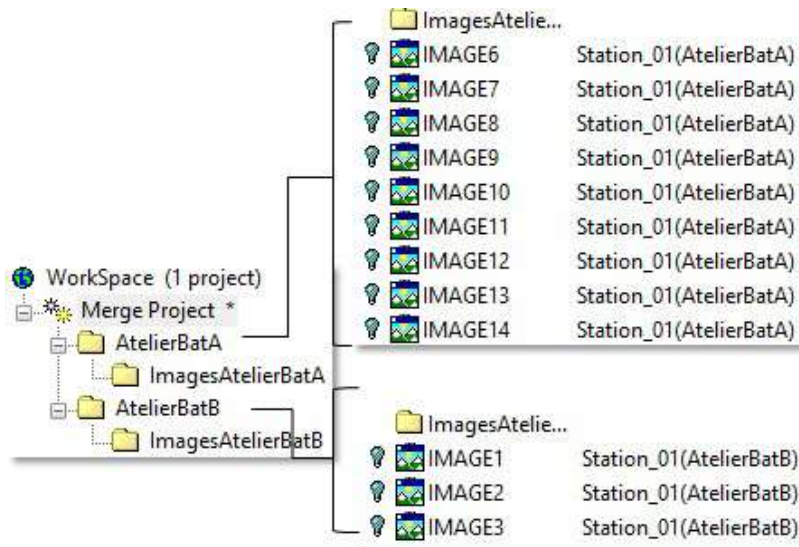 ImagesAtelie...
IMAGE6 Station_01(AtelierBatA)
IMAGE7 Station_01(AtelierBatA)
IMAGE8 Station_01(AtelierBatA)
IMAGE9 Station_01(AtelierBatA)
IMAGE10 Station_01(AtelierBatA)
IMAGE11 Station_01(AtelierBatA)
IMAGE12 Station_01(AtelierBatA)
IMAGE13 Station_01(AtelierBatA)
IMAGE14 Station_01(AtelierBatA)
WorkSpace (1 project)
Merge Project *
AtelierBatA
ImagesAtelierBatA
AtelierBatB
ImagesAtelierBatB
ImagesAtelie...
IMAGE1 Station_01(AtelierBatB)
IMAGE2 Station_01(AtelierBatB)
IMAGE3 Station_01(AtelierBatB)